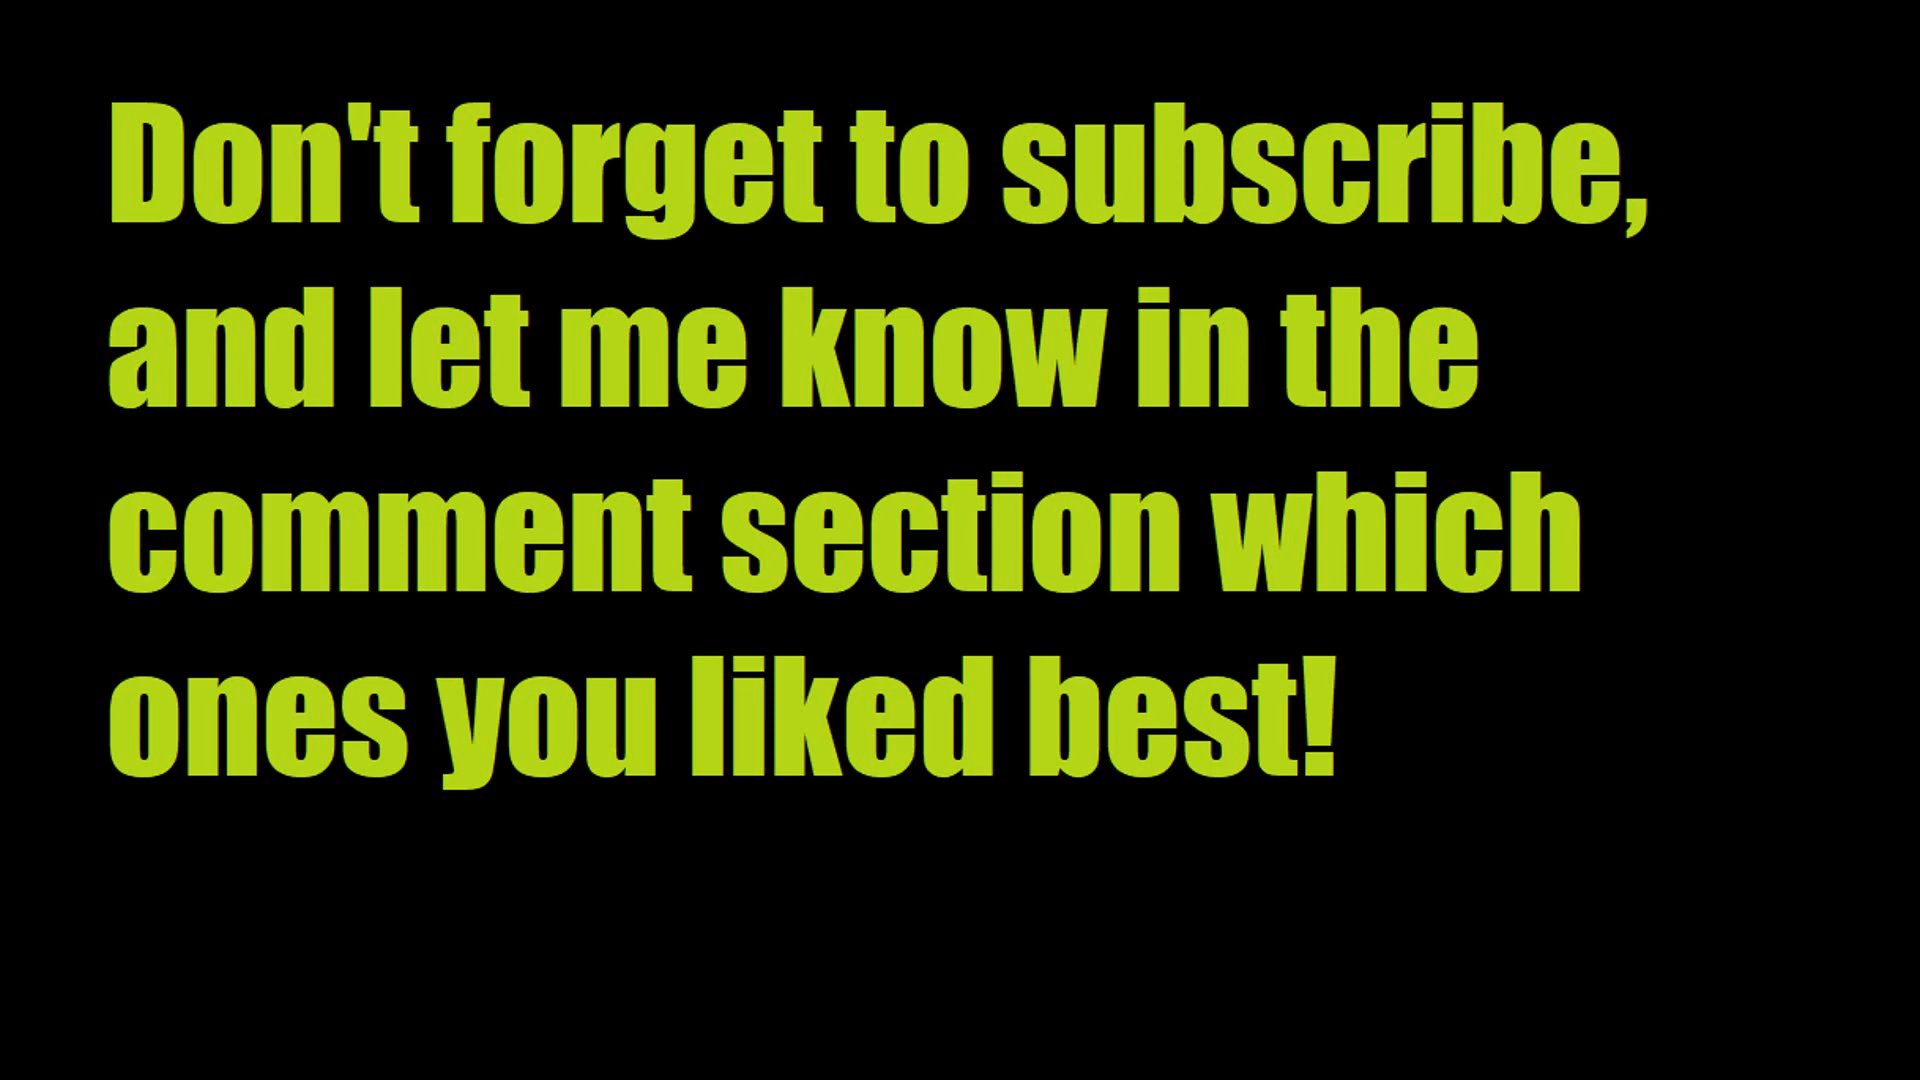 Don't forget to subscribe,
and let me know in the
comment section which
ones you liked best!